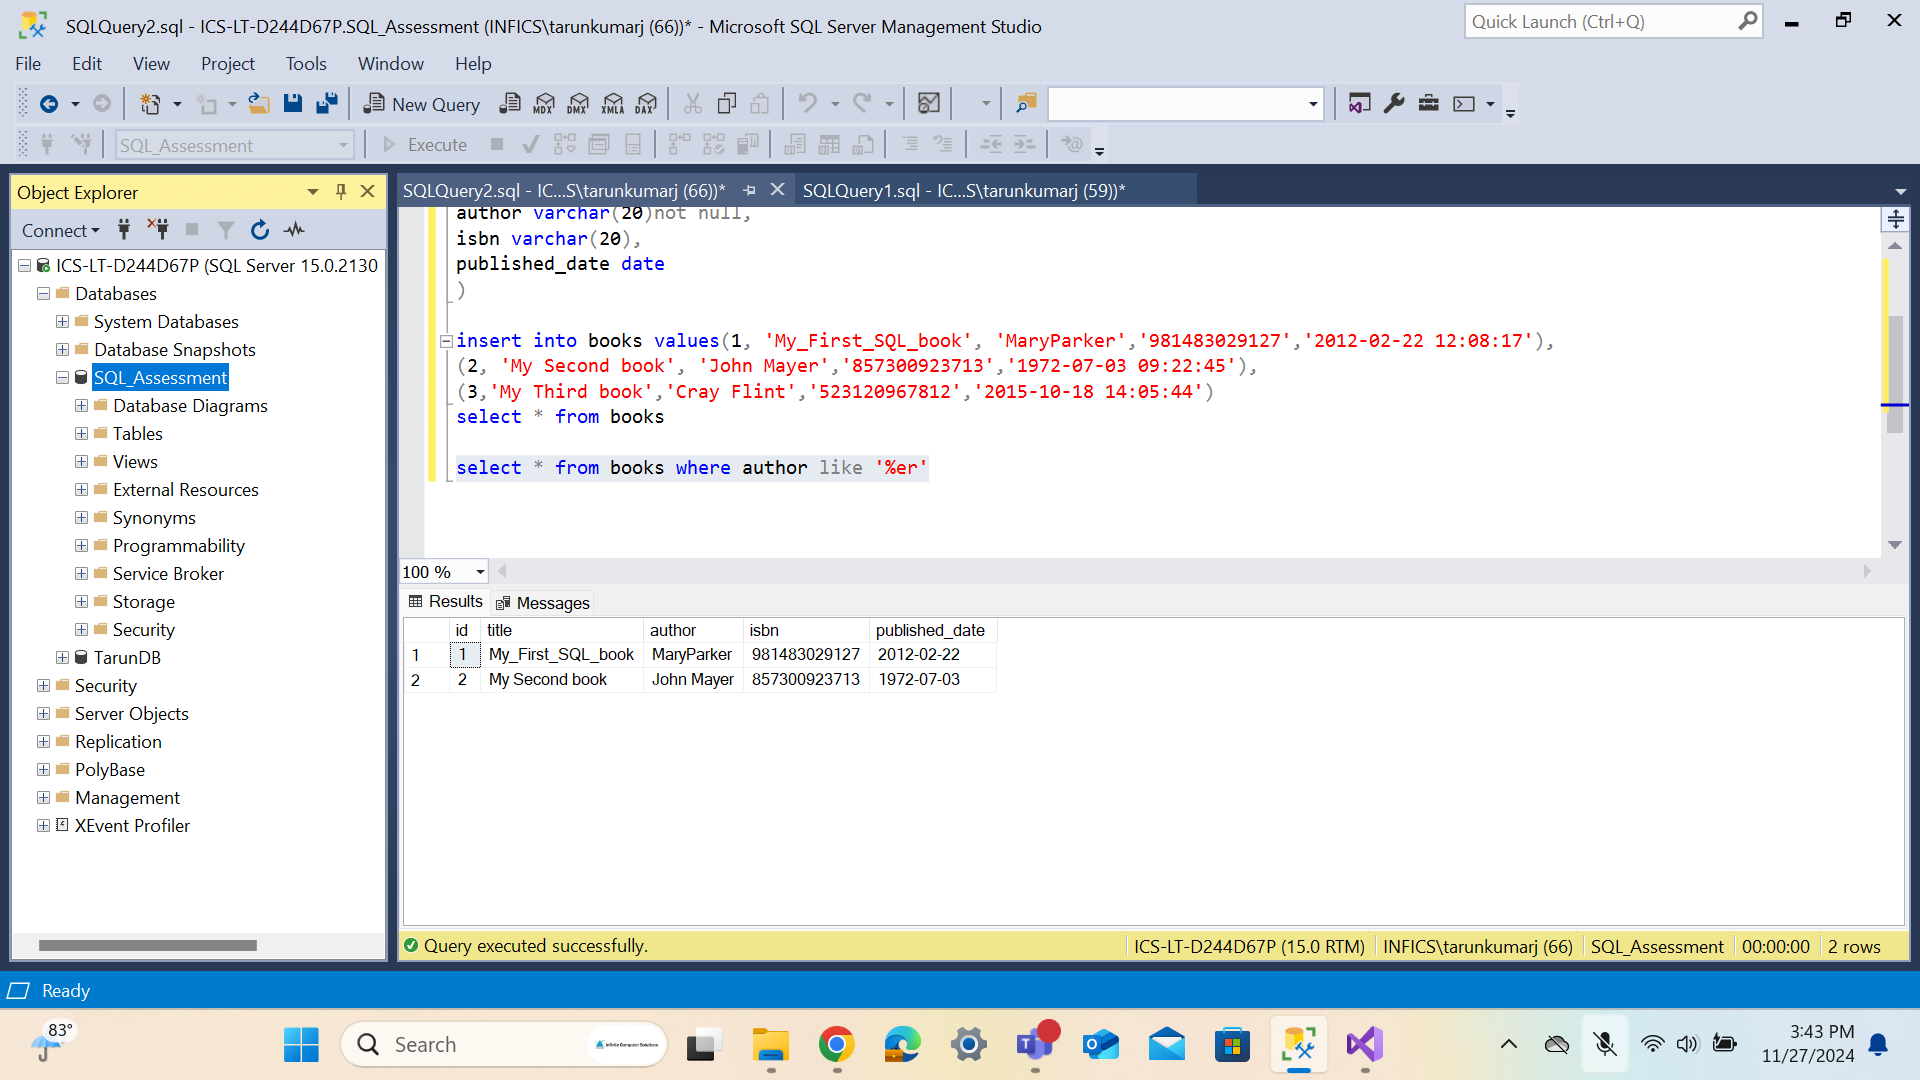 SQLQuery2.sql - ICS-LT-D244D67P.SQL_Assessment (INFICS\tarunkumarj (66))* - Microsoft SQL Server Management Studio
Quick Launch (Ctrl+Q)
File Edit View Project Tools Window Help
New Query MDX DMX XMLA DAX
SQL_Assessment Execute
Object Explorer
Connect
ICS-LT-D244D67P (SQL Server 15.0.2130
Databases
System Databases
Database Snapshots
SQL_Assessment
Database Diagrams
Tables
Views
External Resources
Synonyms
Programmability
Service Broker
Storage
Security
TarunDB
Security
Server Objects
Replication
PolyBase
Management
XEvent Profiler
SQLQuery2.sql - IC...S\tarunkumarj (66))* SQLQuery1.sql - IC...S\tarunkumarj (59))*
author varchar(20)not null,
isbn varchar(20),
published_date date
)
insert into books values(1, 'My_First_SQL_book', 'MaryParker','981483029127','2012-02-22 12:08:17'),
(2, 'My Second book', 'John Mayer','857300923713','1972-07-03 09:22:45'),
(3,'My Third book','Cray Flint','523120967812','2015-10-18 14:05:44')
select * from books
select * from books where author like '%er'
100 %
Results Messages
id title author isbn published_date
1 1 My_First_SQL_book MaryParker 981483029127 2012-02-22
2 2 My Second book John Mayer 857300923713 1972-07-03
Query executed successfully. ICS-LT-D244D67P (15.0 RTM) INFICS\tarunkumarj (66) SQL_Assessment 00:00:00 2 rows
Ready
83°
Search
Infinite Computer Solutions
3:43 PM
11/27/2024